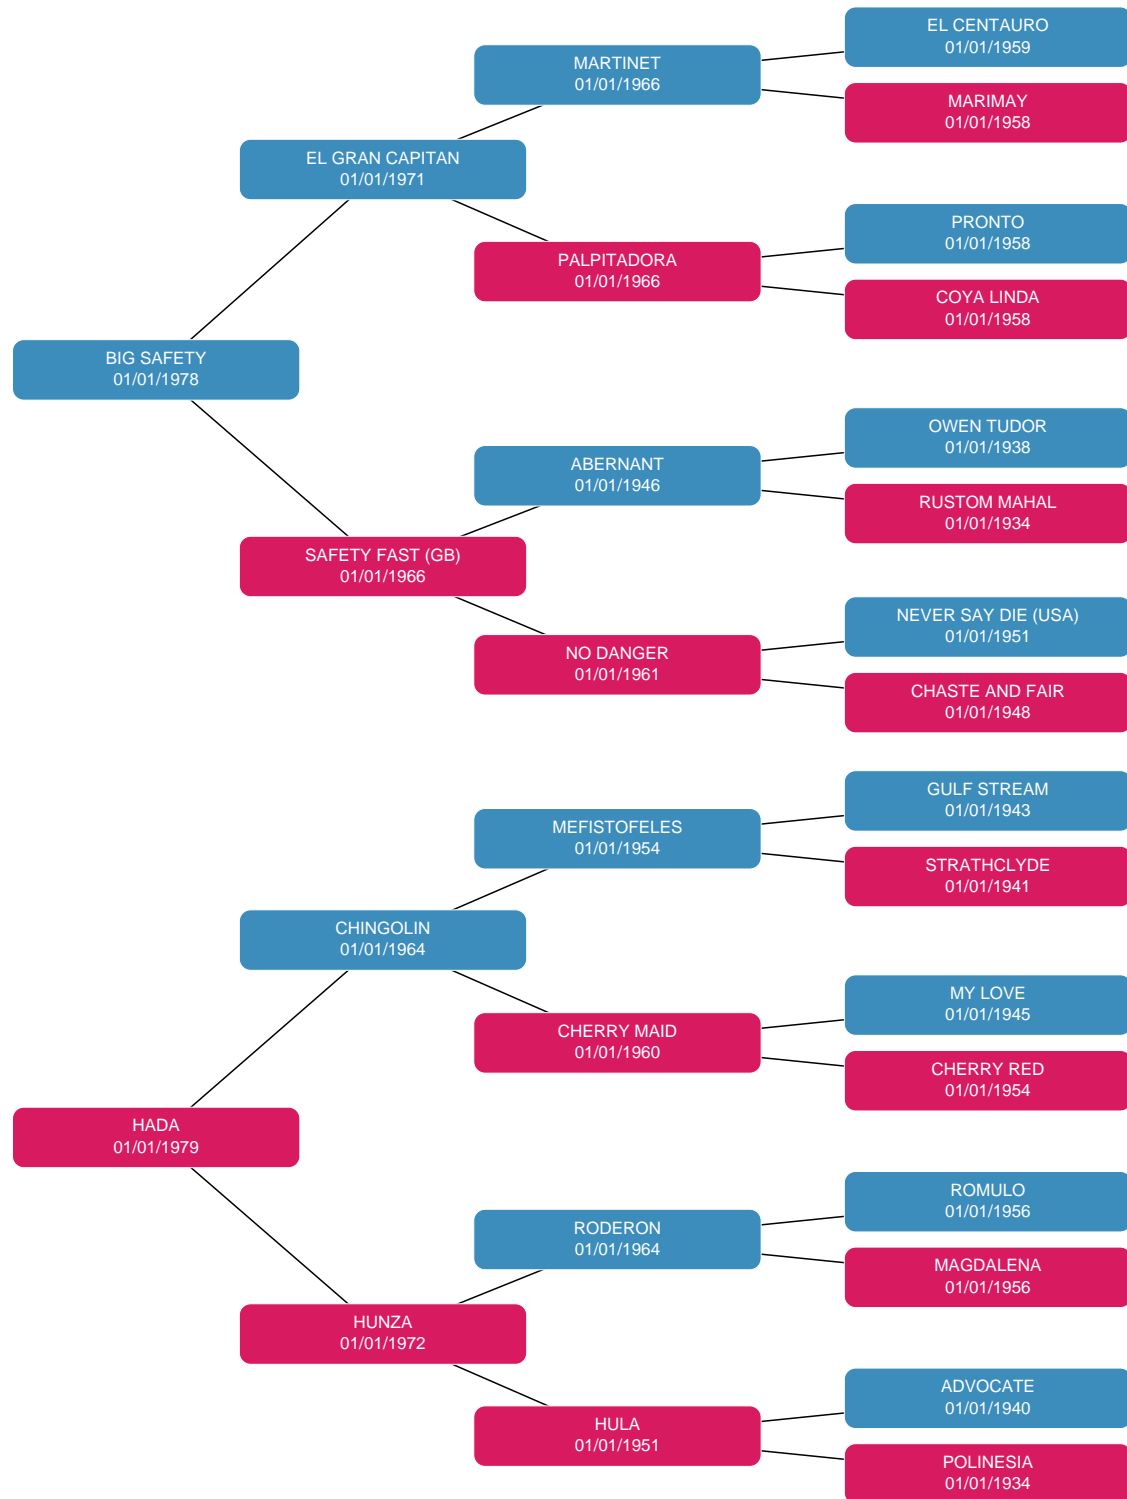 EL CENTAURO
01/01/1959
MARTINET
01/01/1966
MARIMAY
01/01/1958
EL GRAN CAPITAN
01/01/1971
PRONTO
01/01/1958
PALPITADORA
01/01/1966
COYA LINDA
01/01/1958
BIG SAFETY
01/01/1978
OWEN TUDOR
01/01/1938
ABERNANT
01/01/1946
RUSTOM MAHAL
01/01/1934
SAFETY FAST (GB)
01/01/1966
NEVER SAY DIE (USA)
01/01/1951
NO DANGER
01/01/1961
CHASTE AND FAIR
01/01/1948
GULF STREAM
01/01/1943
MEFISTOFELES
01/01/1954
STRATHCLYDE
01/01/1941
CHINGOLIN
01/01/1964
MY LOVE
01/01/1945
CHERRY MAID
01/01/1960
CHERRY RED
01/01/1954
HADA
01/01/1979
ROMULO
01/01/1956
RODERON
01/01/1964
MAGDALENA
01/01/1956
HUNZA
01/01/1972
ADVOCATE
01/01/1940
HULA
01/01/1951
POLINESIA
01/01/1934